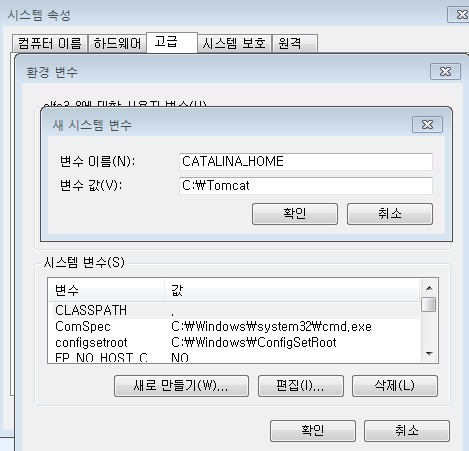 시스템 속성
컴퓨터 이름 하드웨어 고급 시스템 보호 원격
환경 변수
새 시스템 변수
변수 이름(N): CATALINA_HOME
변수 값(V): C:₩Tomcat
확인 취소
시스템 변수(S)
변수 값
CLASSPATH .
ComSpec C:₩Windows₩system32₩cmd.exe
configsetroot C:₩Windows₩ConfigSetRoot
FP_NO_HOST_C... NO
새로 만들기(W)... 편집(I)... 삭제(L)
확인 취소